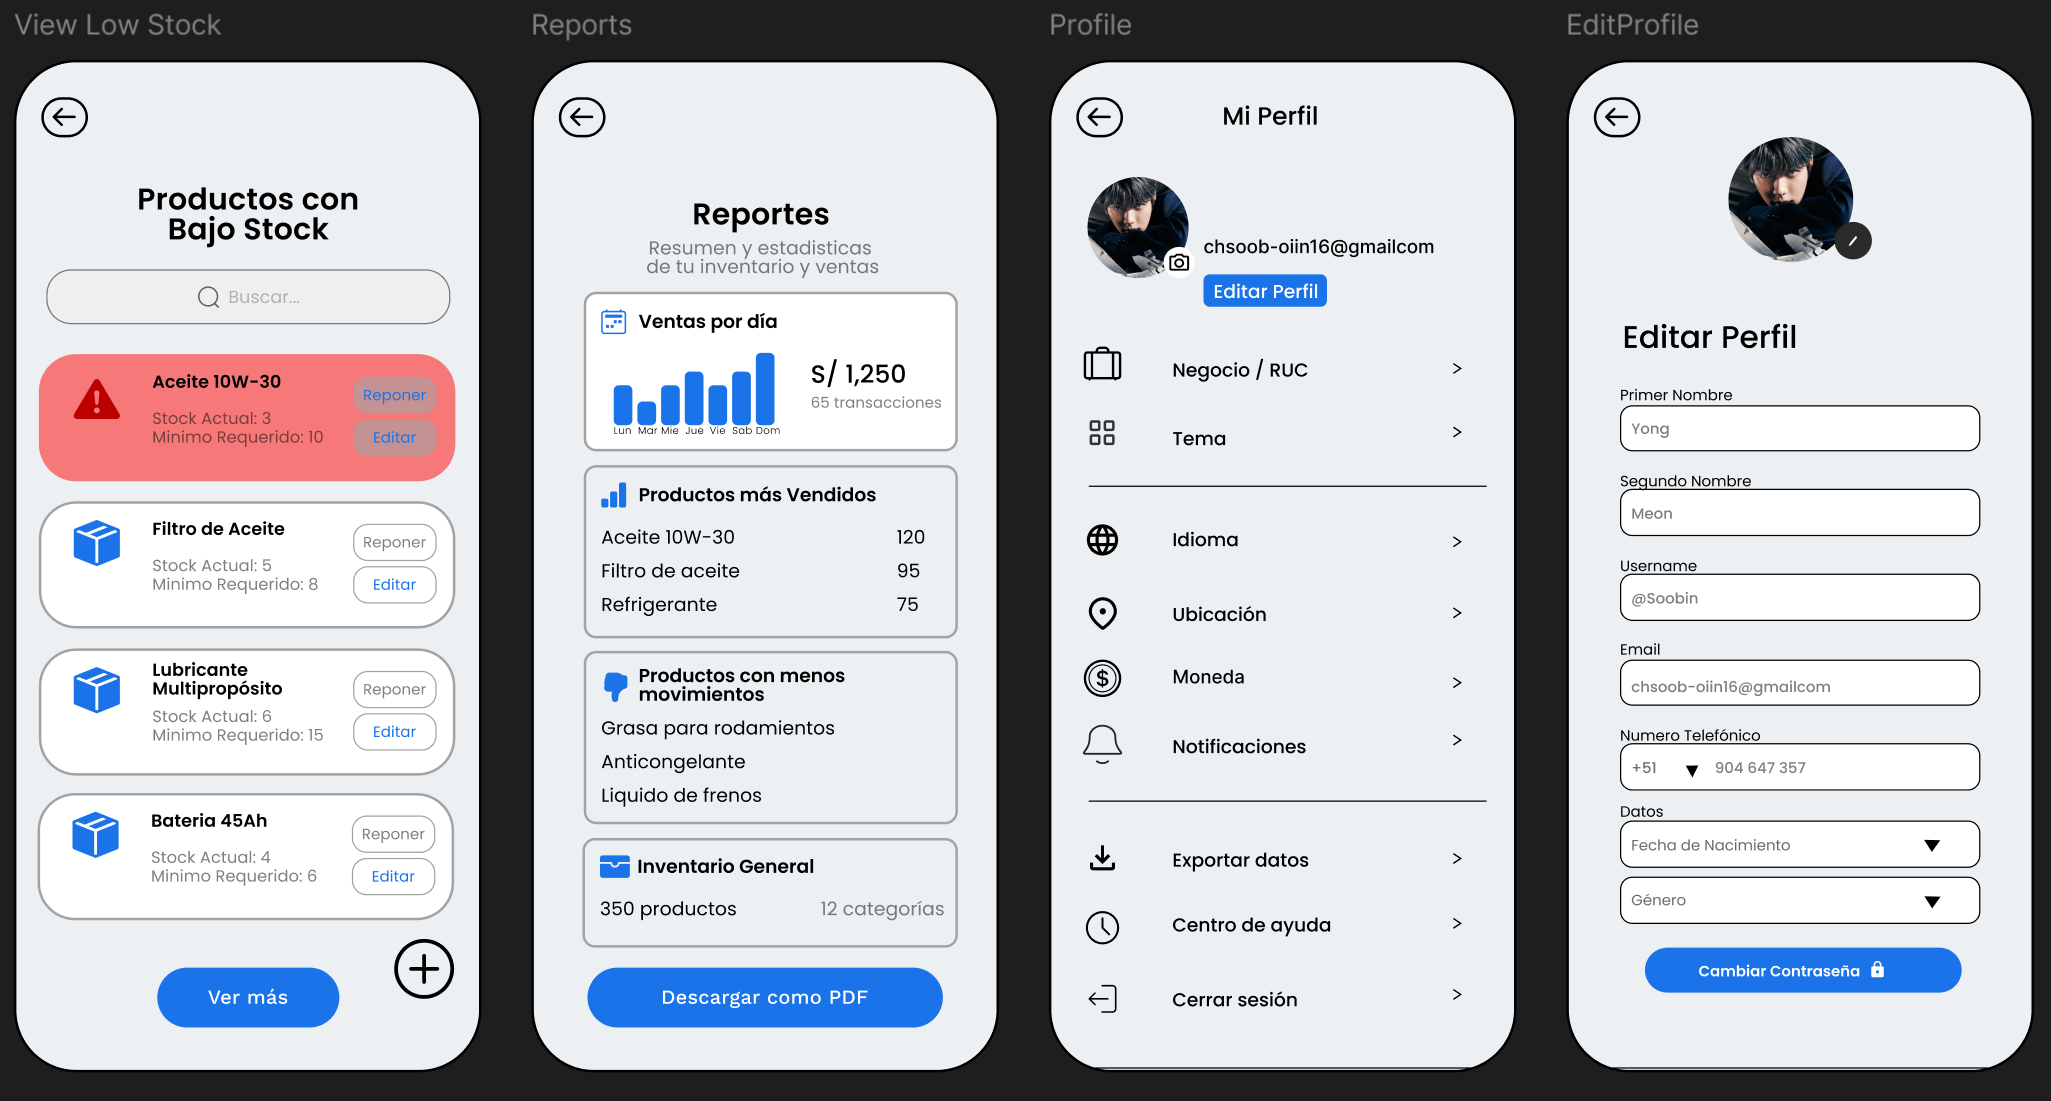 View Low Stock
Productos con
Bajo Stock
Buscar...
Aceite 10W-30
Stock Actual: 3
Minimo Requerido: 10
Reponer
Editar
Filtro de Aceite
Stock Actual: 5
Minimo Requerido: 8
Reponer
Editar
Lubricante
Multipropósito
Stock Actual: 6
Minimo Requerido: 15
Reponer
Editar
Bateria 45Ah
Stock Actual: 4
Minimo Requerido: 6
Reponer
Editar
Ver más
Reports
Reportes
Resumen y estadisticas
de tu inventario y ventas
Ventas por día
Lun Mar Mie Jue Vie Sab Dom
S/ 1,250
65 transacciones
Productos más Vendidos
Aceite 10W-30 120
Filtro de aceite 95
Refrigerante 75
Productos con menos
movimientos
Grasa para rodamientos
Anticongelante
Liquido de frenos
Inventario General
350 productos 12 categorías
Descargar como PDF
Profile
Mi Perfil
chsoob-oiin16@gmailcom
Editar Perfil
Negocio / RUC >
Tema >
Idioma >
Ubicación >
Moneda >
Notificaciones >
Exportar datos >
Centro de ayuda >
Cerrar sesión >
EditProfile
Editar Perfil
Primer Nombre
Yong
Segundo Nombre
Meon
Username
@Soobin
Email
chsoob-oiin16@gmailcom
Numero Telefónico
+51 904 647 357
Datos
Fecha de Nacimiento
Género
Cambiar Contraseña